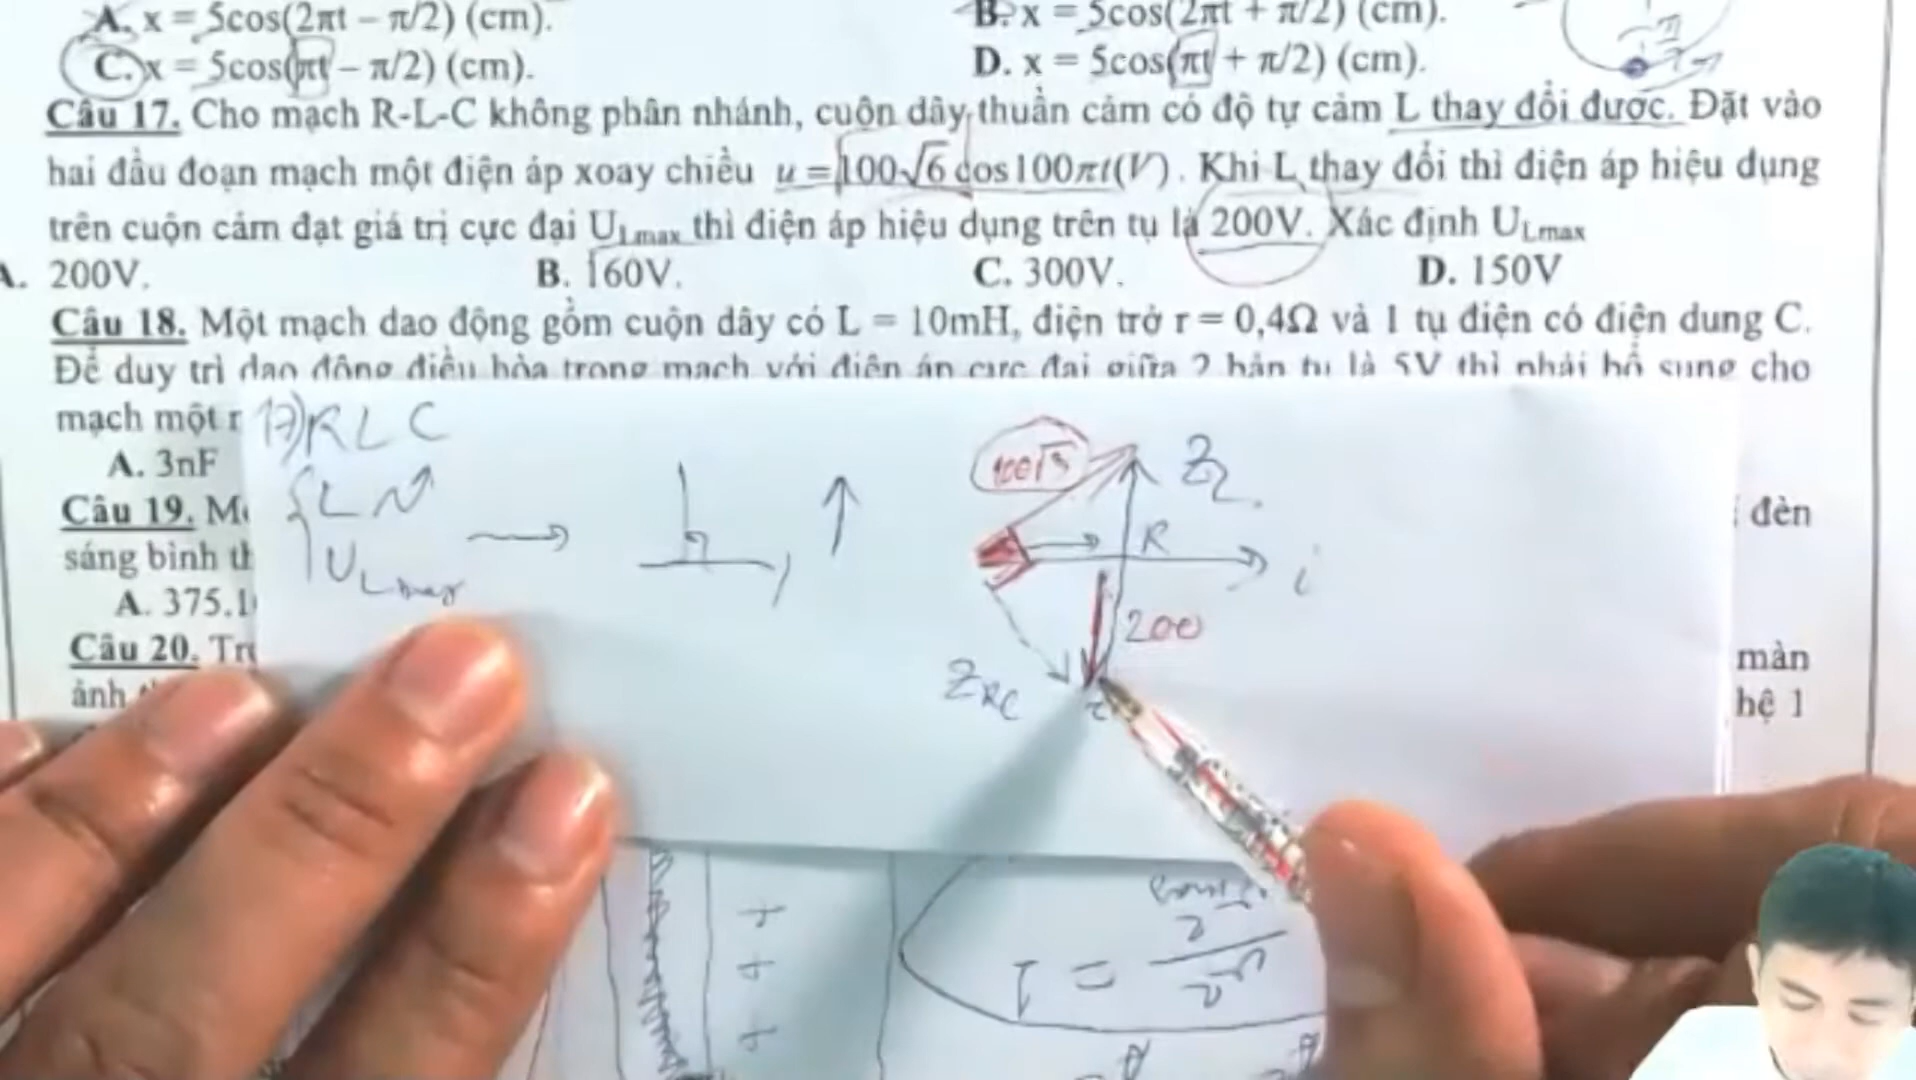 A. x = 5cos(2πt − π/2) (cm).
B. x = 5cos(2πt + π/2) (cm).
C. x = 5cos(πt − π/2) (cm).
D. x = 5cos(πt + π/2) (cm).
Câu 17. Cho mạch R-L-C không phân nhánh, cuộn dây thuần cảm có độ tự cảm L thay đổi được. Đặt vào
hai đầu đoạn mạch một điện áp xoay chiều u = 100√6 cos100πt(V). Khi L thay đổi thì điện áp hiệu dụng
trên cuộn cảm đạt giá trị cực đại ULmax thì điện áp hiệu dụng trên tụ là 200V. Xác định ULmax
A. 200V.
B. 160V.
C. 300V.
D. 150V
Câu 18. Một mạch dao động gồm cuộn dây có L = 10mH, điện trở r = 0,4Ω và 1 tụ điện có điện dung C.
Để duy trì dao động điều hòa trong mạch với điện áp cực đại giữa 2 bản tụ là 5V thì phải bổ sung cho
mạch một
17) RLC
A. 3nF
100√3
ZL
L
R
Câu 19.
đèn
sáng bình
ULmax
i
A. 375.1
200
Câu 20.
màn
ảnh
ZRC
hệ 1
I =